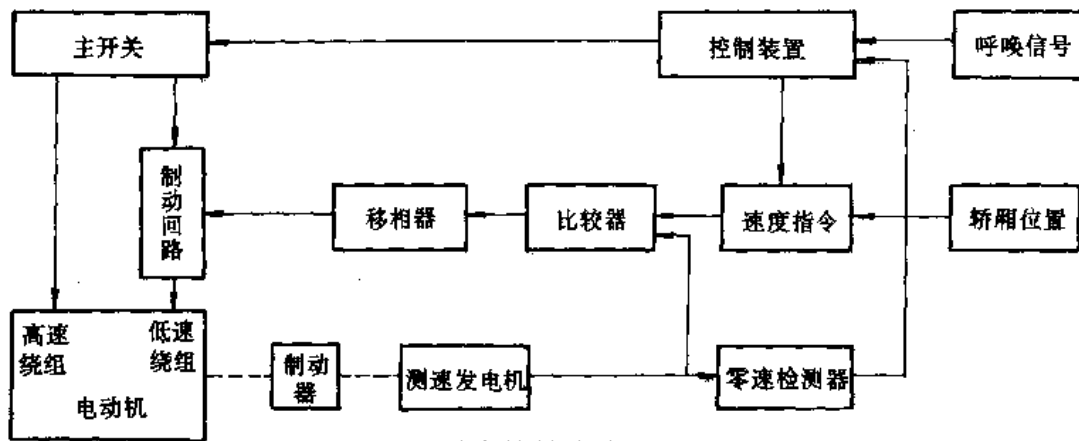 主开关
控制装置
呼唤信号
制
动
回
路
移相器
比较器
速度指令
轿厢位置
高速
绕组
低速
绕组
电动机
制动
器
测速发电机
零速检测器